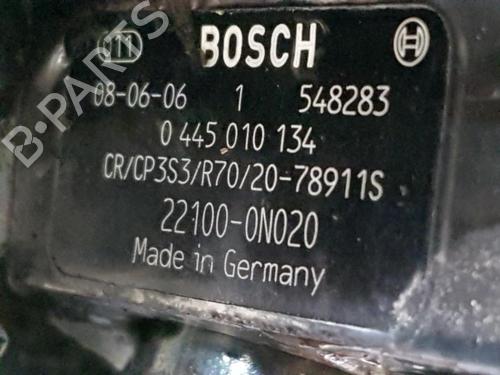 111 BOSCH
08-06-06 1 548283
0 445 010 134
CR/CP3S3/R70/20-78911S
22100-0N020
Made in Germany
B-PARTS